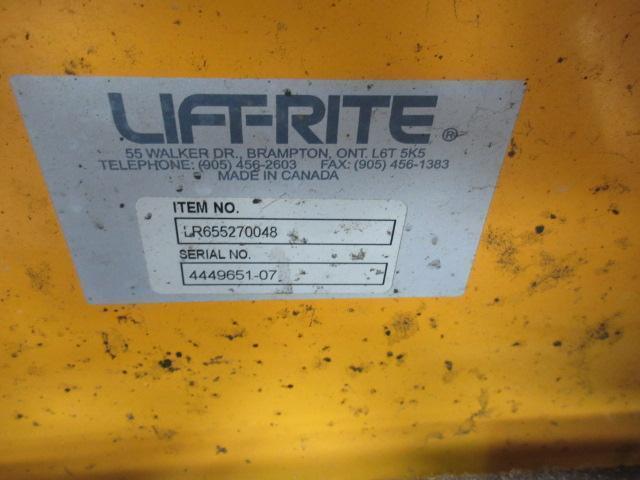 LIFT-RITE ®
55 WALKER DR., BRAMPTON, ONT. L6T 5K5
TELEPHONE: (905) 456-2603 FAX: (905) 456-1383
MADE IN CANADA
ITEM NO.
LR655270048
SERIAL NO.
4449651-07